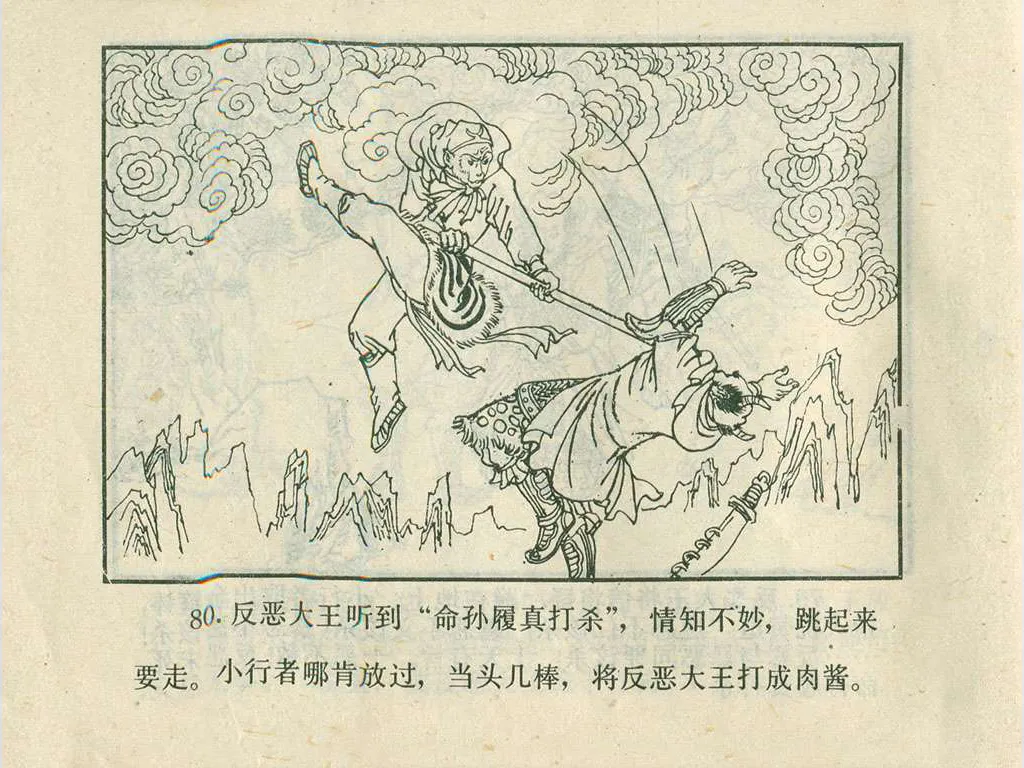 80. 反恶大王听到“命孙履真打杀”，情知不妙，跳起来
要走。小行者哪肯放过，当头几棒，将反恶大王打成肉酱。